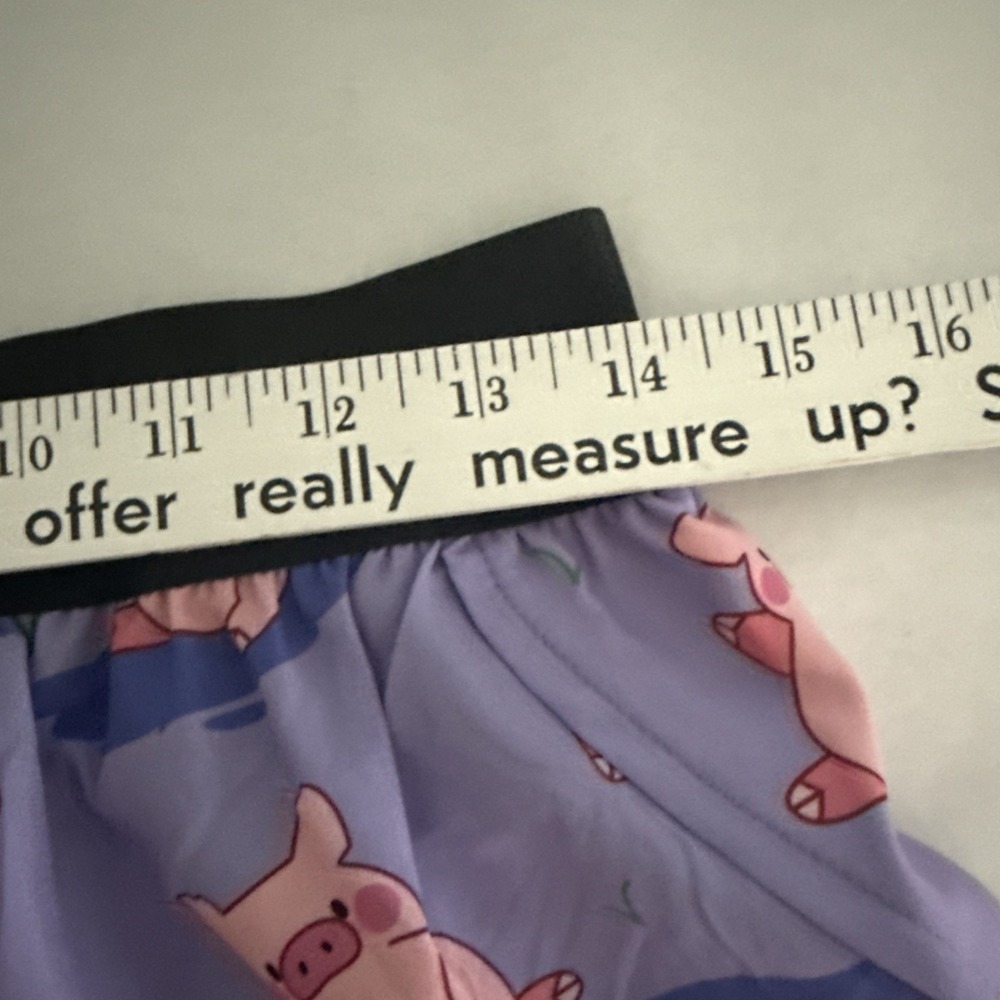 10 11 12 13 14 15 16
offer really measure up? S